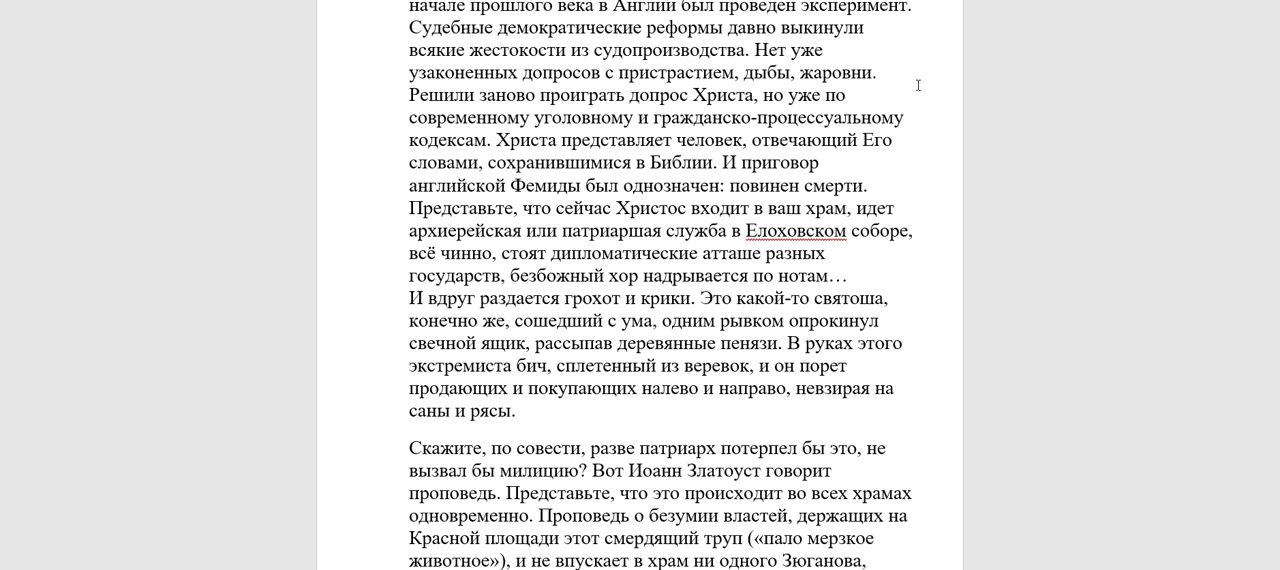 начале прошлого века в Англии был проведен эксперимент.
Судебные демократические реформы давно выкинули
всякие жестокости из судопроизводства. Нет уже
узаконенных допросов с пристрастием, дыбы, жаровни.
Решили заново проиграть допрос Христа, но уже по
современному уголовному и гражданско-процессуальному
кодексам. Христа представляет человек, отвечающий Его
словами, сохранившимися в Библии. И приговор
английской Фемиды был однозначен: повинен смерти.
Представьте, что сейчас Христос входит в ваш храм, идет
архиерейская или патриаршая служба в Елоховском соборе,
всё чинно, стоят дипломатические атташе разных
государств, безбожный хор надрывается по нотам…
И вдруг раздается грохот и крики. Это какой-то святоша,
конечно же, сошедший с ума, одним рывком опрокинул
свечной ящик, рассыпав деревянные пенязи. В руках этого
экстремиста бич, сплетенный из веревок, и он порет
продающих и покупающих налево и направо, невзирая на
саны и рясы.
Скажите, по совести, разве патриарх потерпел бы это, не
вызвал бы милицию? Вот Иоанн Златоуст говорит
проповедь. Представьте, что это происходит во всех храмах
одновременно. Проповедь о безумии властей, держащих на
Красной площади этот смердящий труп («пало мерзкое
животное»), и не впускает в храм ни одного Зюганова,